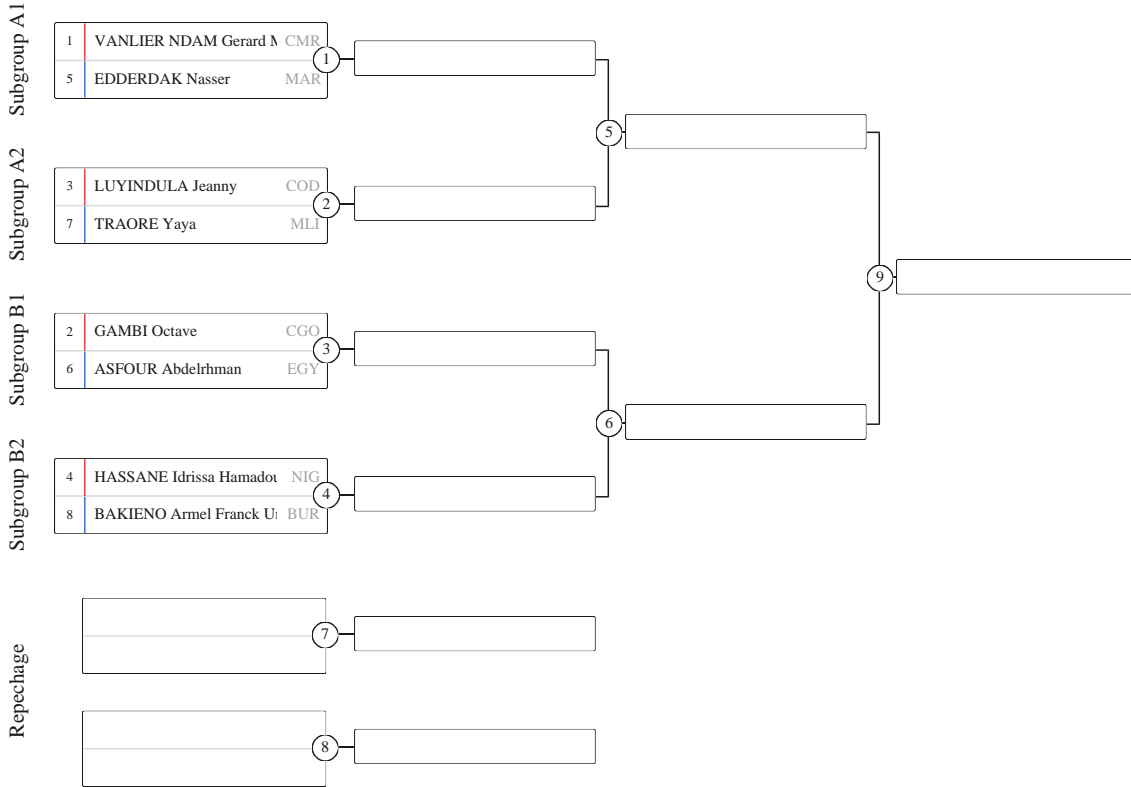 Subgroup A1
1 VANLIER NDAM Gerard M CMR
5 EDDERDAK Nasser MAR
1
5
Subgroup A2
3 LUYINDULA Jeanny COD
7 TRAORE Yaya MLI
2
9
Subgroup B1
2 GAMBI Octave CGO
6 ASFOUR Abdelrhman EGY
3
6
Subgroup B2
4 HASSANE Idrissa Hamadou NIG
8 BAKIENO Armel Franck U BUR
4
Repechage
7
8